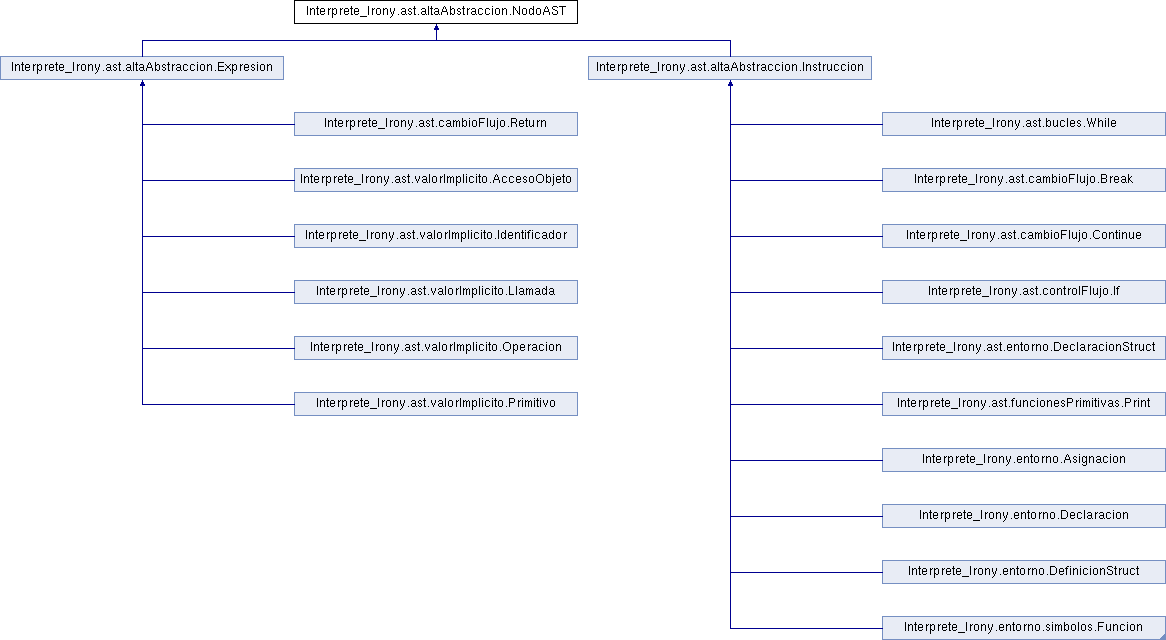 Interprete_Irony.ast.altaAbstraccion.NodoAST
Interprete_Irony.ast.altaAbstraccion.Expresion
Interprete_Irony.ast.altaAbstraccion.Instruccion
Interprete_Irony.ast.cambioFlujo.Return
Interprete_Irony.ast.bucles.While
Interprete_Irony.ast.valorImplicito.AccesoObjeto
Interprete_Irony.ast.cambioFlujo.Break
Interprete_Irony.ast.valorImplicito.Identificador
Interprete_Irony.ast.cambioFlujo.Continue
Interprete_Irony.ast.valorImplicito.Llamada
Interprete_Irony.ast.controlFlujo.If
Interprete_Irony.ast.valorImplicito.Operacion
Interprete_Irony.ast.entorno.DeclaracionStruct
Interprete_Irony.ast.valorImplicito.Primitivo
Interprete_Irony.ast.funcionesPrimitivas.Print
Interprete_Irony.entorno.Asignacion
Interprete_Irony.entorno.Declaracion
Interprete_Irony.entorno.DefinicionStruct
Interprete_Irony.entorno.simbolos.Funcion